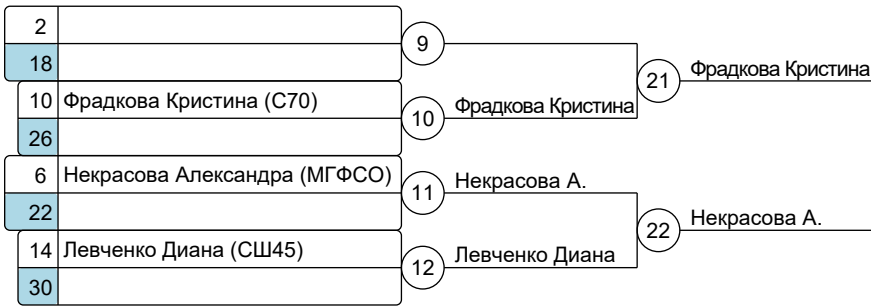 2
9
18
21 Фрадкова Кристина
10 Фрадкова Кристина (С70)
10 Фрадкова Кристина
26
6 Некрасова Александра (МГФСО)
11 Некрасова А.
22
22 Некрасова А.
14 Левченко Диана (СШ45)
12 Левченко Диана
30